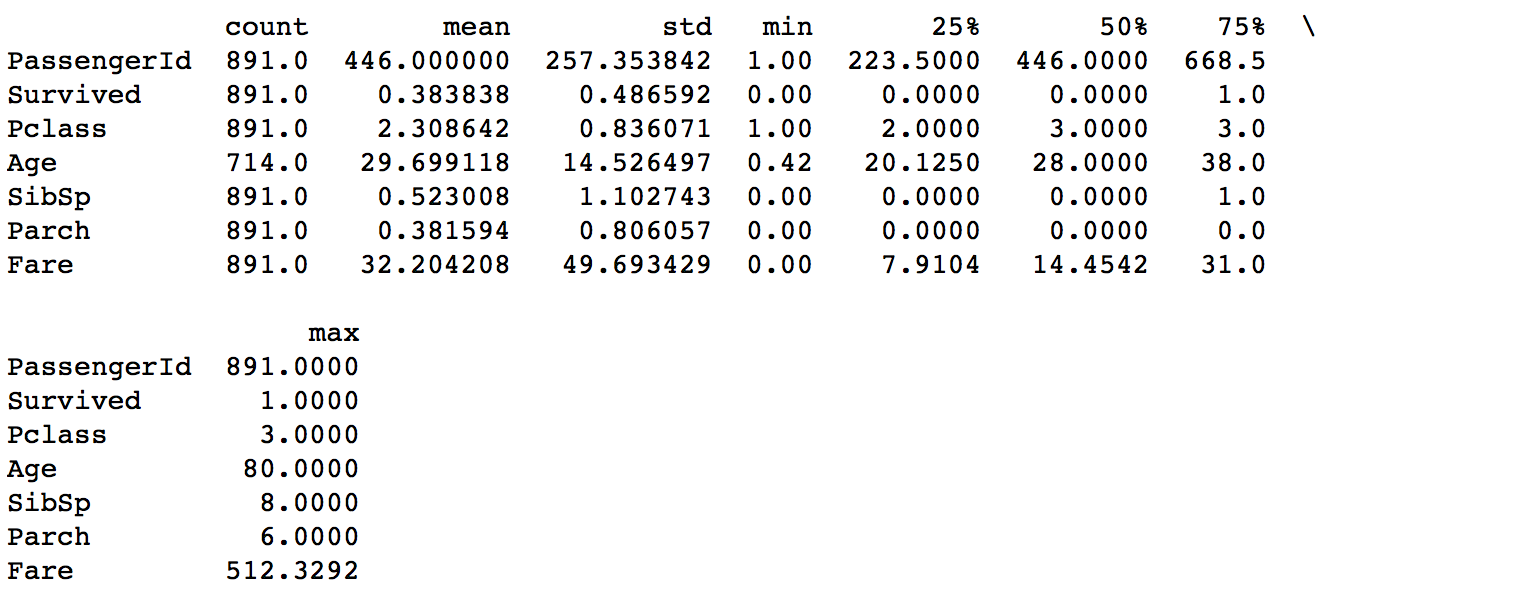 count        mean         std   min       25%       50%    75%  \
PassengerId  891.0  446.000000  257.353842  1.00  223.5000  446.0000  668.5
Survived     891.0    0.383838    0.486592  0.00    0.0000    0.0000    1.0
Pclass       891.0    2.308642    0.836071  1.00    2.0000    3.0000    3.0
Age          714.0   29.699118   14.526497  0.42   20.1250   28.0000   38.0
SibSp        891.0    0.523008    1.102743  0.00    0.0000    0.0000    1.0
Parch        891.0    0.381594    0.806057  0.00    0.0000    0.0000    0.0
Fare         891.0   32.204208   49.693429  0.00    7.9104   14.4542   31.0

                  max
PassengerId  891.0000
Survived       1.0000
Pclass         3.0000
Age           80.0000
SibSp          8.0000
Parch          6.0000
Fare         512.3292